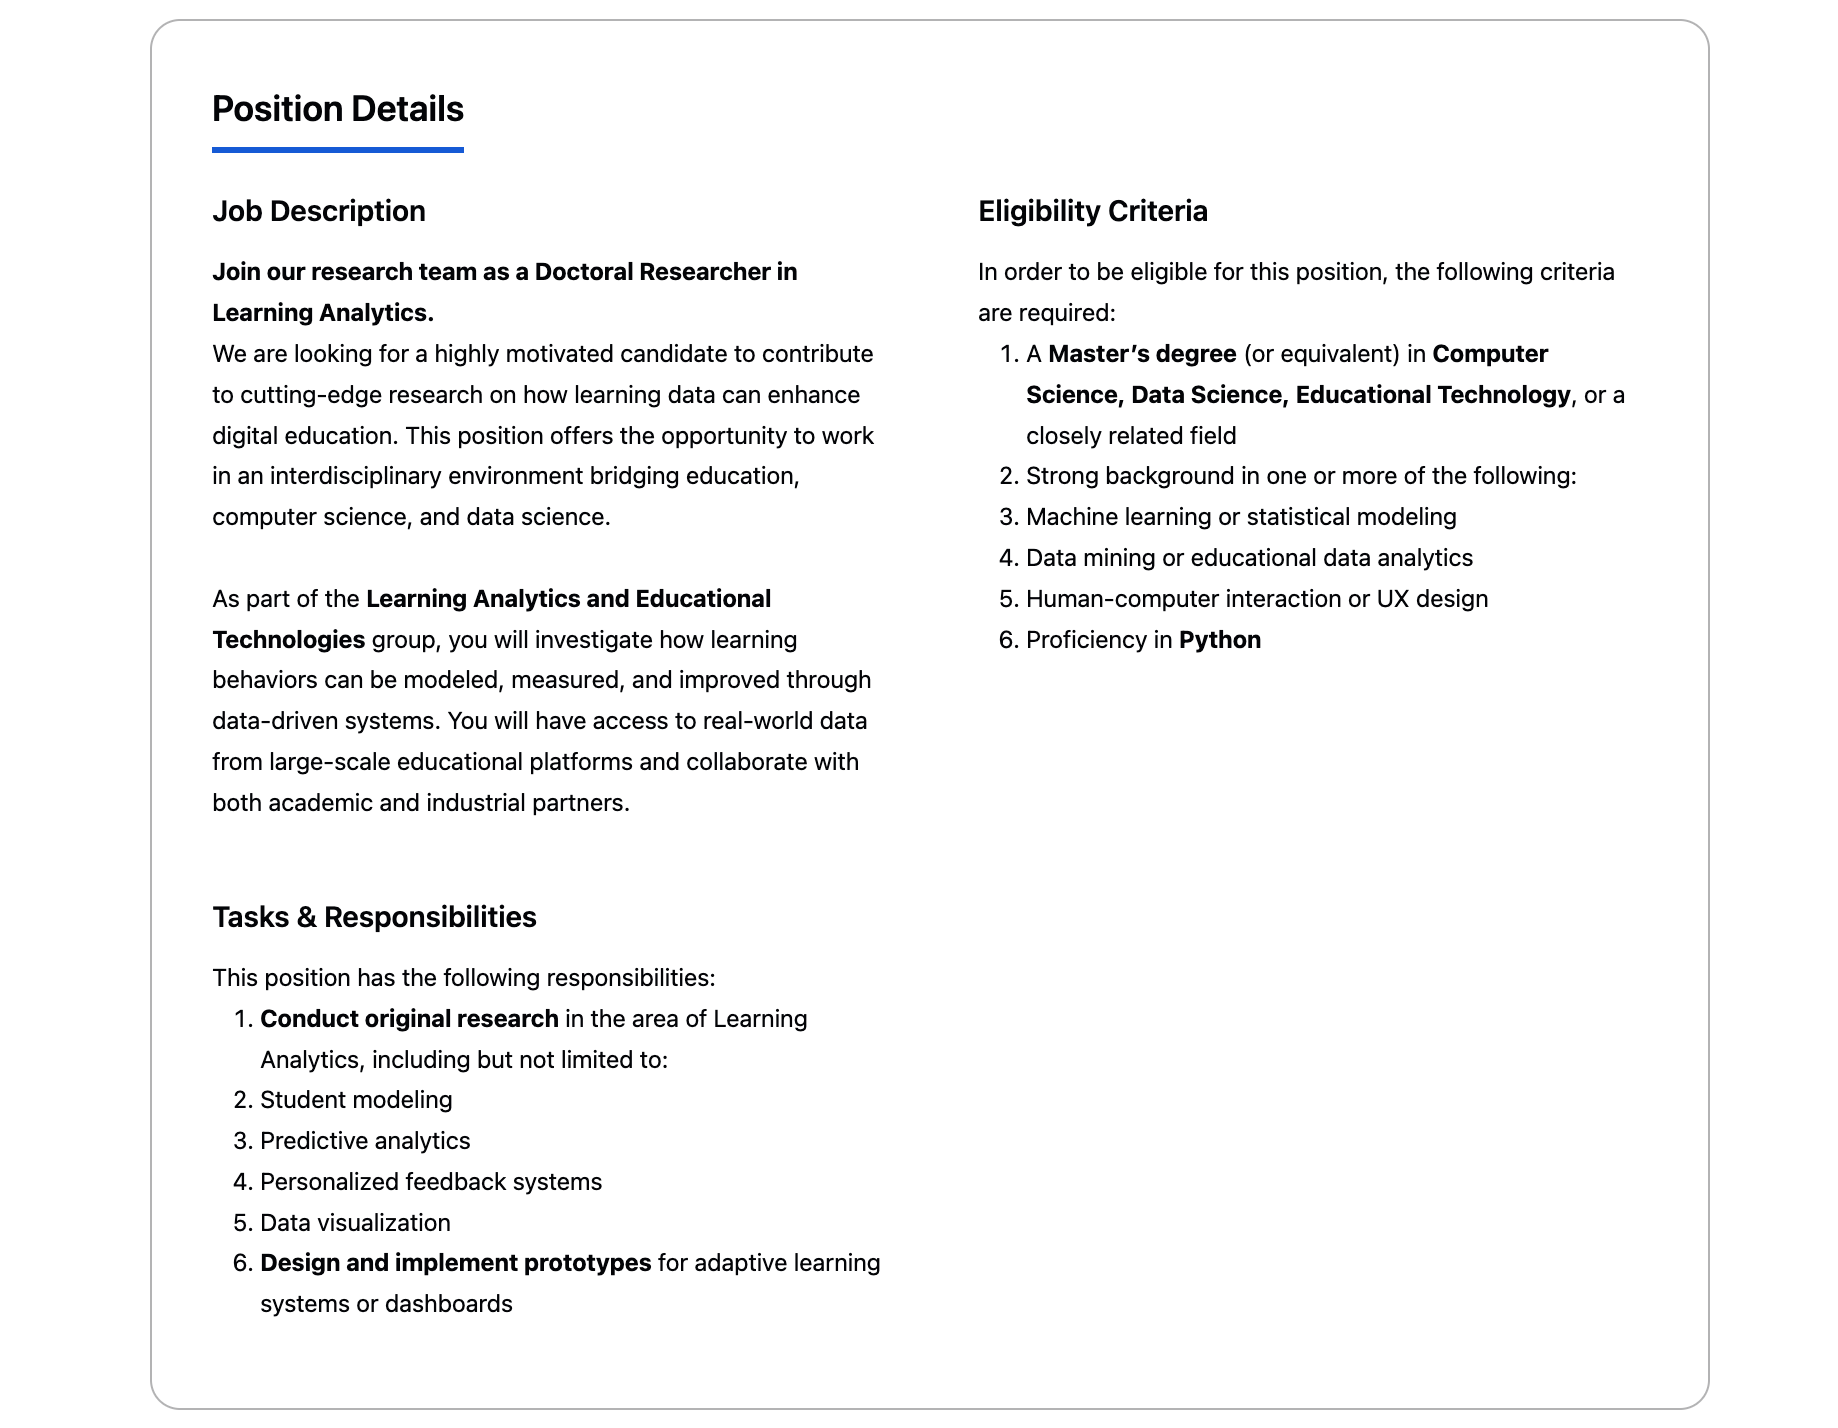 Position Details
Job Description
Join our research team as a Doctoral Researcher in
Learning Analytics.
We are looking for a highly motivated candidate to contribute
to cutting-edge research on how learning data can enhance
digital education. This position offers the opportunity to work
in an interdisciplinary environment bridging education,
computer science, and data science.
As part of the Learning Analytics and Educational
Technologies group, you will investigate how learning
behaviors can be modeled, measured, and improved through
data-driven systems. You will have access to real-world data
from large-scale educational platforms and collaborate with
both academic and industrial partners.
Tasks & Responsibilities
This position has the following responsibilities:
1. Conduct original research in the area of Learning
Analytics, including but not limited to:
2. Student modeling
3. Predictive analytics
4. Personalized feedback systems
5. Data visualization
6. Design and implement prototypes for adaptive learning
systems or dashboards
Eligibility Criteria
In order to be eligible for this position, the following criteria
are required:
1. A Master’s degree (or equivalent) in Computer
Science, Data Science, Educational Technology, or a
closely related field
2. Strong background in one or more of the following:
3. Machine learning or statistical modeling
4. Data mining or educational data analytics
5. Human-computer interaction or UX design
6. Proficiency in Python